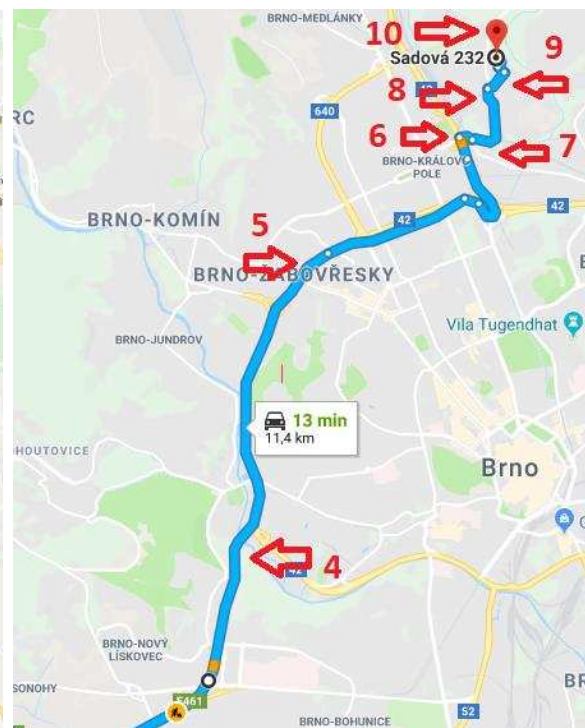 BRNO-MEDLÁNKY
10
9
Sadová 232
8
640
6
7
BRNO-KRÁLOVO
POLE
RC
BRNO-KOMÍN
5
42
42
BRNO-ŽABOVŘESKY
Vila Tugendhat
BRNO-JUNDROV
13 min
11,4 km
HOUTOVICE
Brno
4
42
BRNO-NOVÝ
LÍSKOVEC
SONOHY
E461
S2
BRNO-BOHUNICE
BR